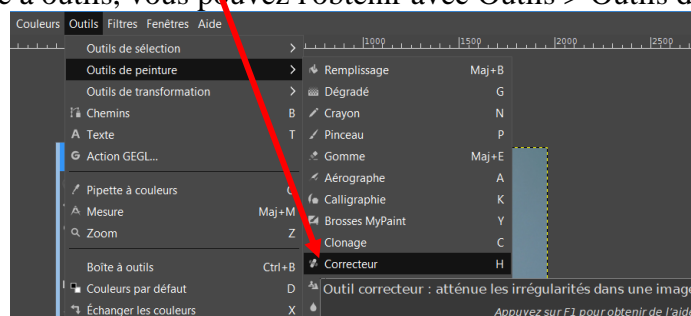 à outils, vous pouvez l'obtenir avec Outils > Outils d
Couleurs Outils Filtres Fenêtres Aide
1000 1500 2000 2500
Outils de sélection >
Outils de peinture >
Outils de transformation >
Chemins B
A Texte T
G Action GEGL...
Pipette à couleurs
Mesure Maj+M
Zoom Z
Boîte à outils Ctrl+B
Couleurs par défaut D
Échanger les couleurs X
Remplissage Maj+B
Dégradé G
Crayon N
Pinceau P
Gomme Maj+E
Aérographe A
Calligraphie K
Brosses MyPaint Y
Clonage C
Correcteur H
Outil correcteur : atténue les irrégularités dans une image
Appuyez sur F1 pour obtenir de l'aide